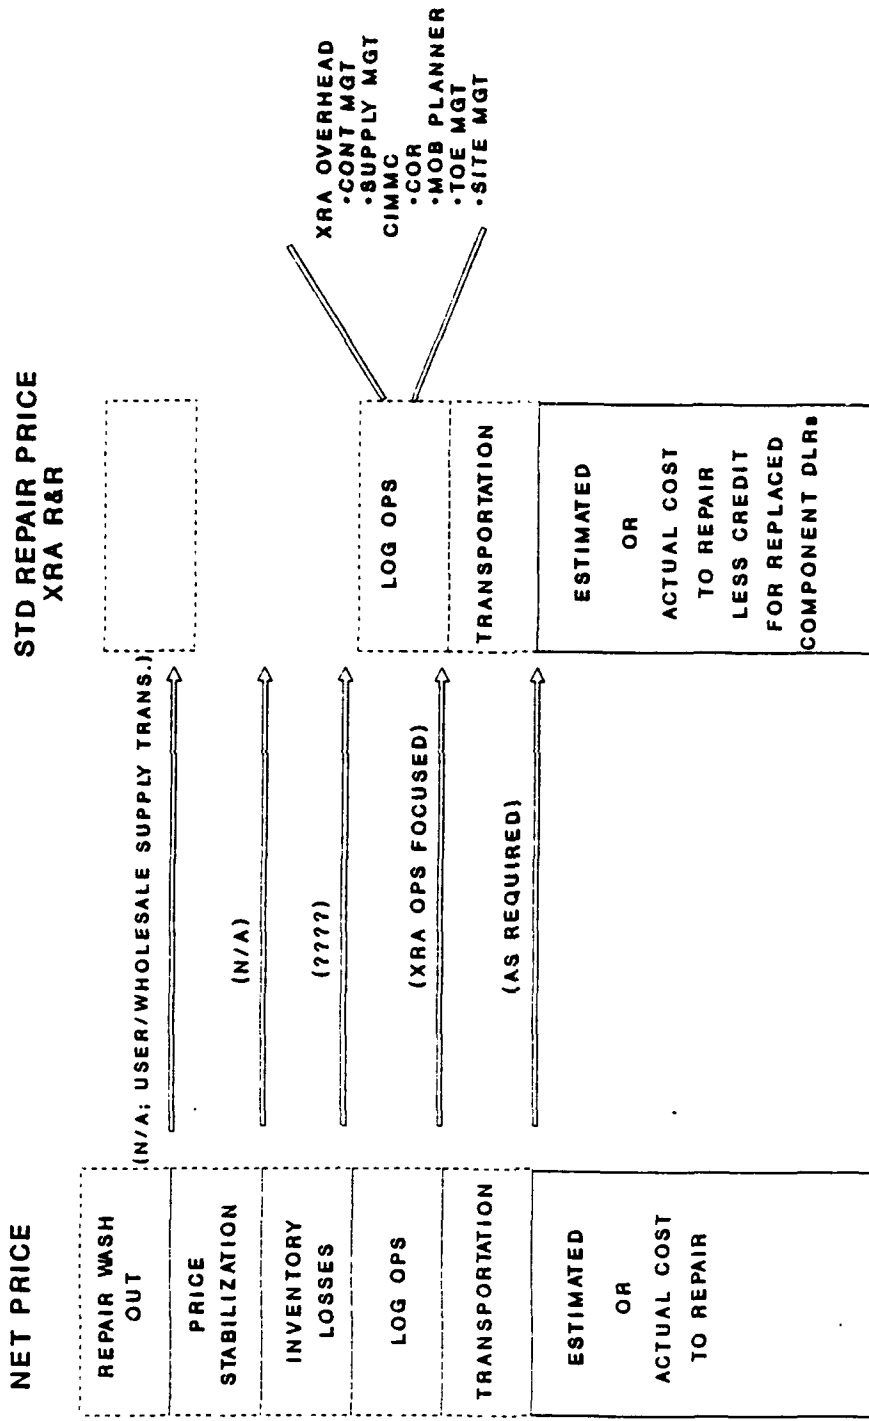 NET PRICE
REPAIR WASH
OUT
PRICE
STABILIZATION
INVENTORY
LOSSES
LOG OPS
TRANSPORTATION
ESTIMATED
OR
ACTUAL COST
TO REPAIR
(N/A; USER/WHOLESALE SUPPLY TRANS.)
(N/A)
(????)
(XRA OPS FOCUSED)
(AS REQUIRED)
STD REPAIR PRICE
XRA R&R
LOG OPS
TRANSPORTATION
ESTIMATED
OR
ACTUAL COST
TO REPAIR
LESS CREDIT
FOR REPLACED
COMPONENT DLRs
XRA OVERHEAD
•CONT MGT
•SUPPLY MGT
CIMMC
•COR
•MOB PLANNER
•TOE MGT
•SITE MGT